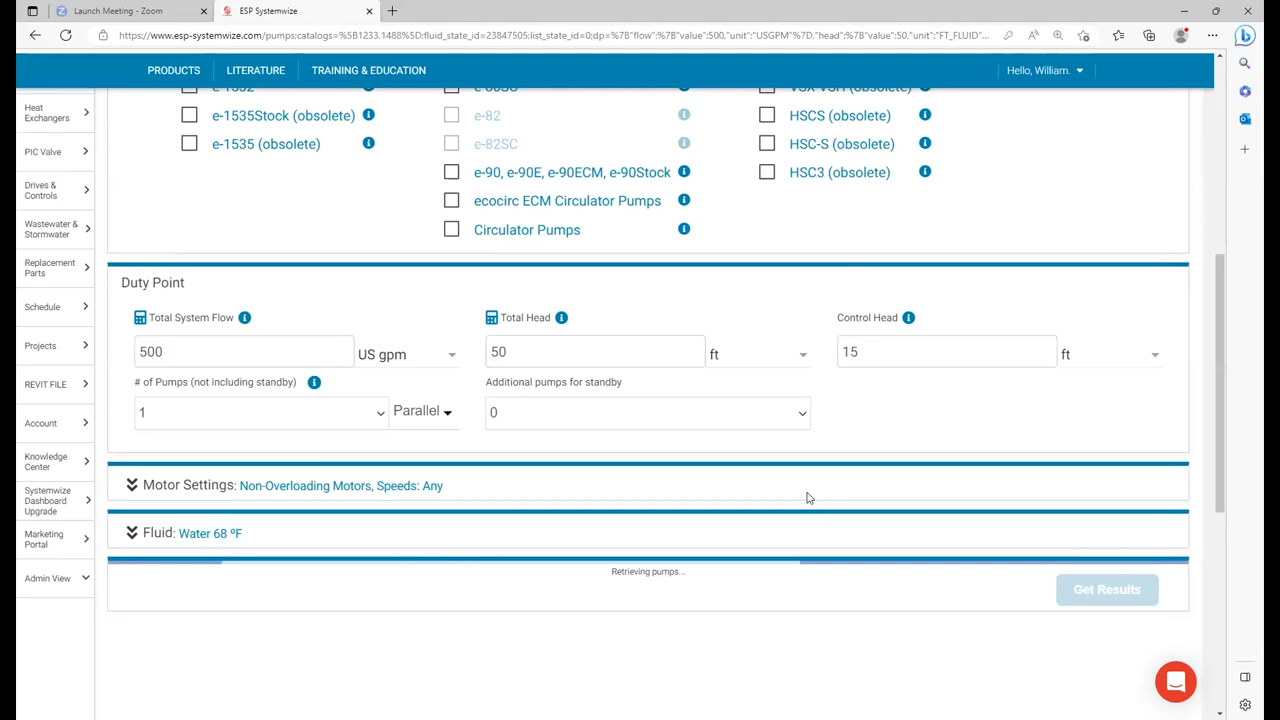 Launch Meeting - Zoom
ESP Systemwize
https://www.esp-systemwize.com/pumps:catalogs=%5B1233,1488%5D;fluid_state_id=23847505;list_state_id=0;dp=%7B"flow":%7B"value":500,"unit":"USGPM"%7D,"head":%7B"value":50,"unit":"FT_FLUID"...
PRODUCTS LITERATURE TRAINING & EDUCATION Hello, William.
Heat Exchangers
PIC Valve
Drives & Controls
Wastewater & Stormwater
Replacement Parts
Schedule
Projects
REVIT FILE
Account
Knowledge Center
Systemwize Dashboard Upgrade
Marketing Portal
Admin View
e-1532 e-80SC VSX-VSH (obsolete)
e-1535Stock (obsolete) e-82 HSCS (obsolete)
e-1535 (obsolete) e-82SC HSC-S (obsolete)
e-90, e-90E, e-90ECM, e-90Stock HSC3 (obsolete)
ecocirc ECM Circulator Pumps
Circulator Pumps
Duty Point
Total System Flow Total Head Control Head
500 US gpm 50 ft 15 ft
# of Pumps (not including standby) Additional pumps for standby
1 Parallel 0
Motor Settings: Non-Overloading Motors, Speeds: Any
Fluid: Water 68 ºF
Retrieving pumps...
Get Results